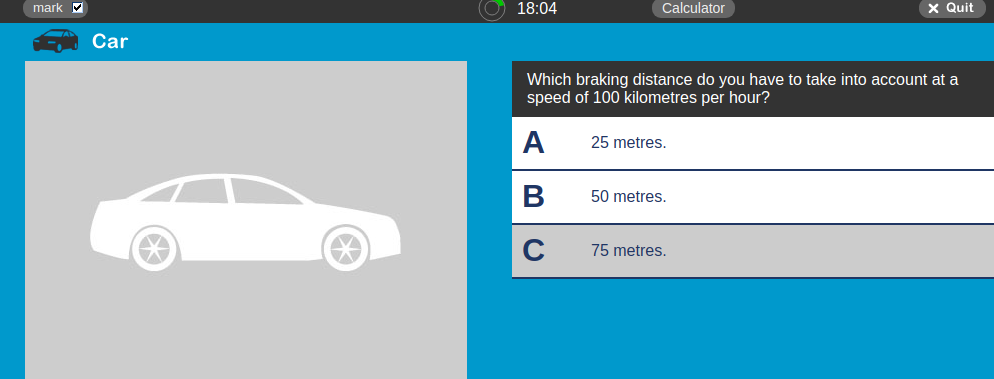 mark
18:04
Calculator
Quit
Car
Which braking distance do you have to take into account at a
speed of 100 kilometres per hour?
A 25 metres.
B 50 metres.
C 75 metres.